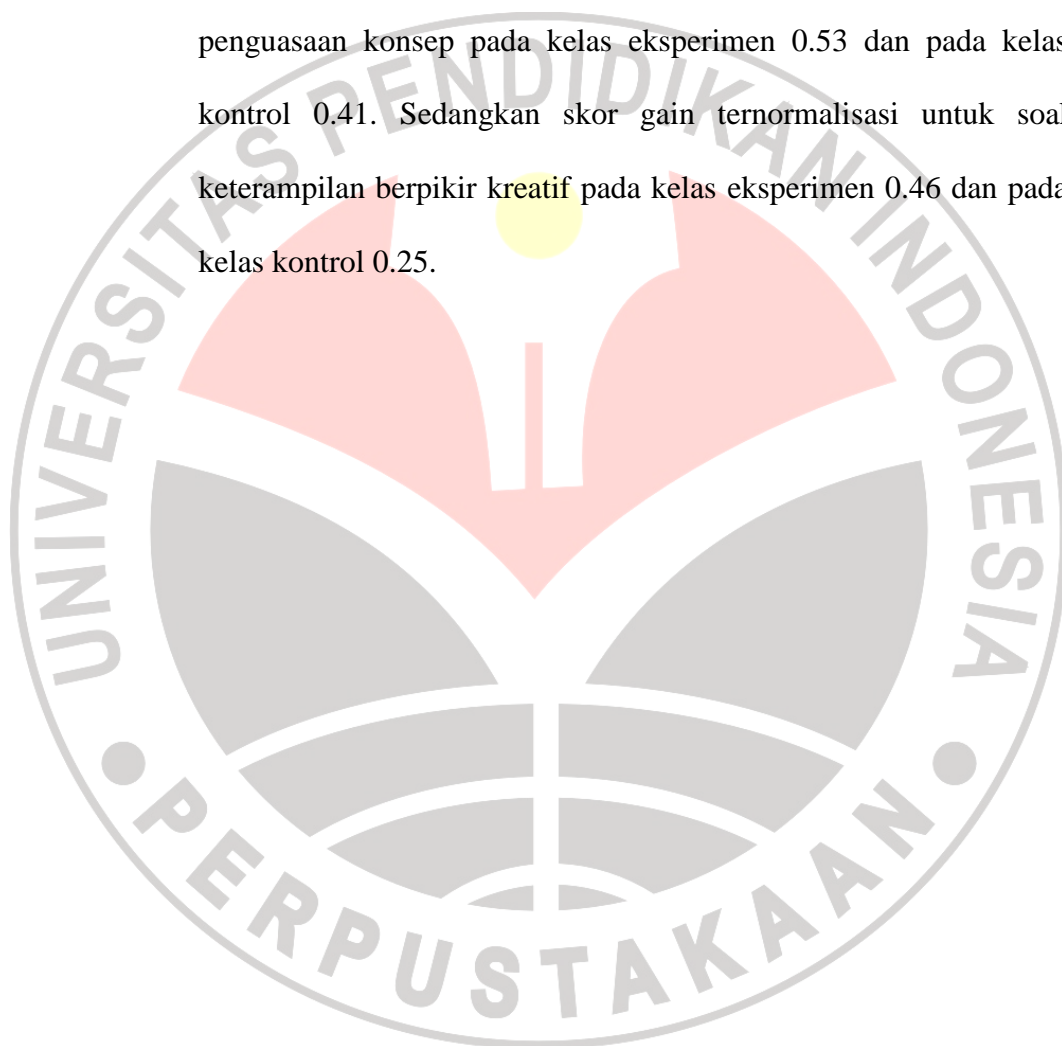 penguasaan konsep pada kelas eksperimen 0.53 dan pada kelas
kontrol 0.41. Sedangkan skor gain ternormalisasi untuk soal
keterampilan berpikir kreatif pada kelas eksperimen 0.46 dan pada
kelas kontrol 0.25.
UNIVERSITAS PENDIDIKAN INDONESIA
PERPUSTAKAAN